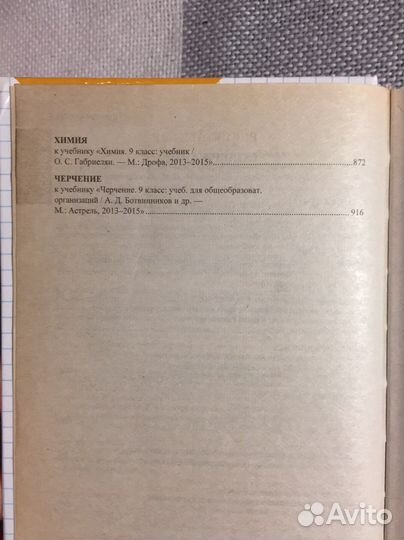 ХИМИЯ
к учебнику «Химия. 9 класс: учебник /
О. С. Габриелян. — М.: Дрофа, 2013–2015»........................................872
ЧЕРЧЕНИЕ
к учебнику «Черчение. 9 класс: учеб. для общеобразоват.
организаций / А. Д. Ботвинников и др. —
М.: Астрель, 2013–2015»............................................................916
Avito